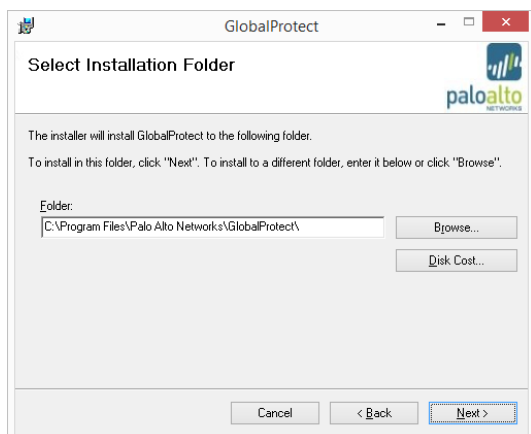 GlobalProtect
Select Installation Folder
paloalto
NETWORKS
The installer will install GlobalProtect to the following folder.
To install in this folder, click "Next". To install to a different folder, enter it below or click "Browse".
Folder:
C:\Program Files\Palo Alto Networks\GlobalProtect\
Browse...
Disk Cost...
Cancel
< Back
Next >